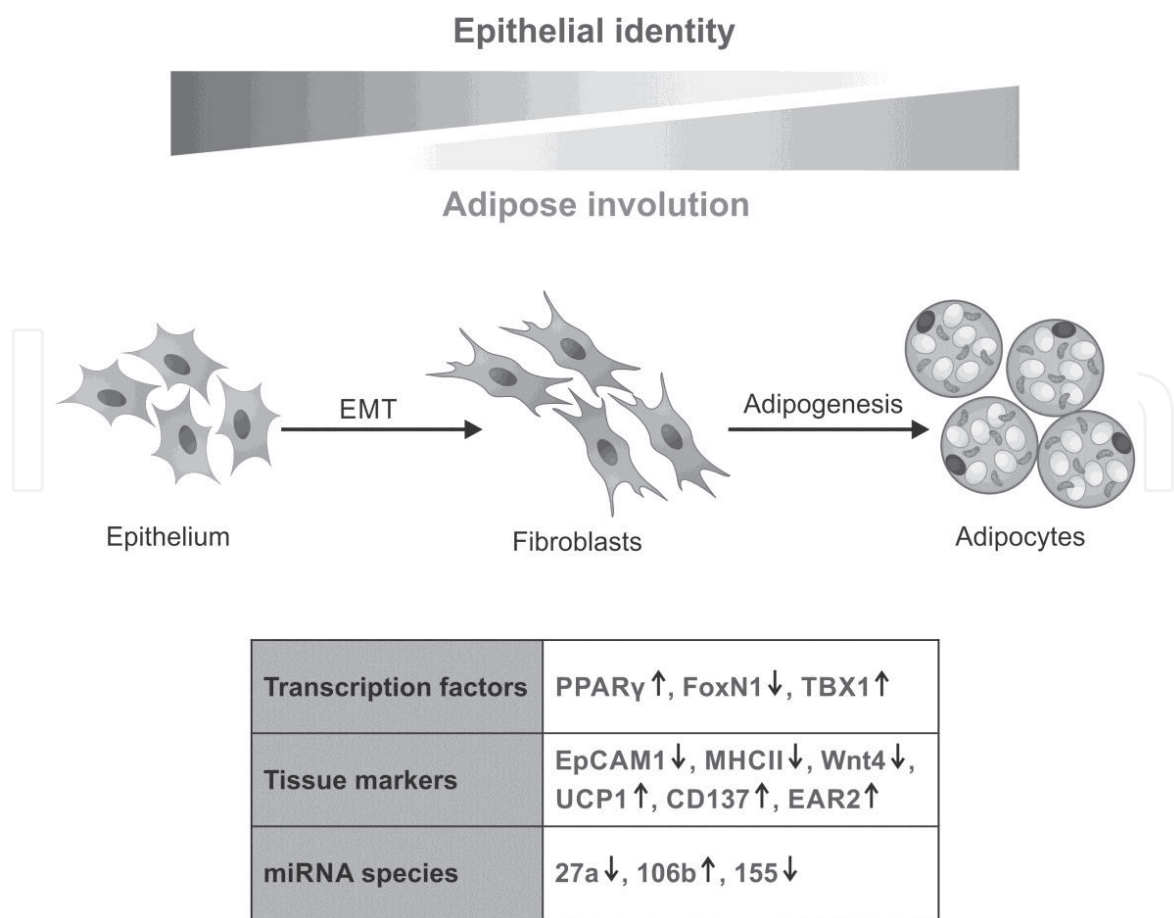 Epithelial identity
Adipose involution
EMT
Adipogenesis
Epithelium
Fibroblasts
Adipocytes
Transcription factors
PPARγ↑, FoxN1↓, TBX1↑
Tissue markers
EpCAM1↓, MHCII↓, Wnt4↓,
UCP1↑, CD137↑, EAR2↑
miRNA species
27a↓, 106b↑, 155↓